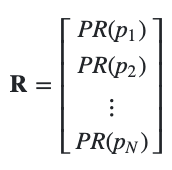 R = [ PR(p₁)
PR(p₂)
⋮
PR(p_N) ]